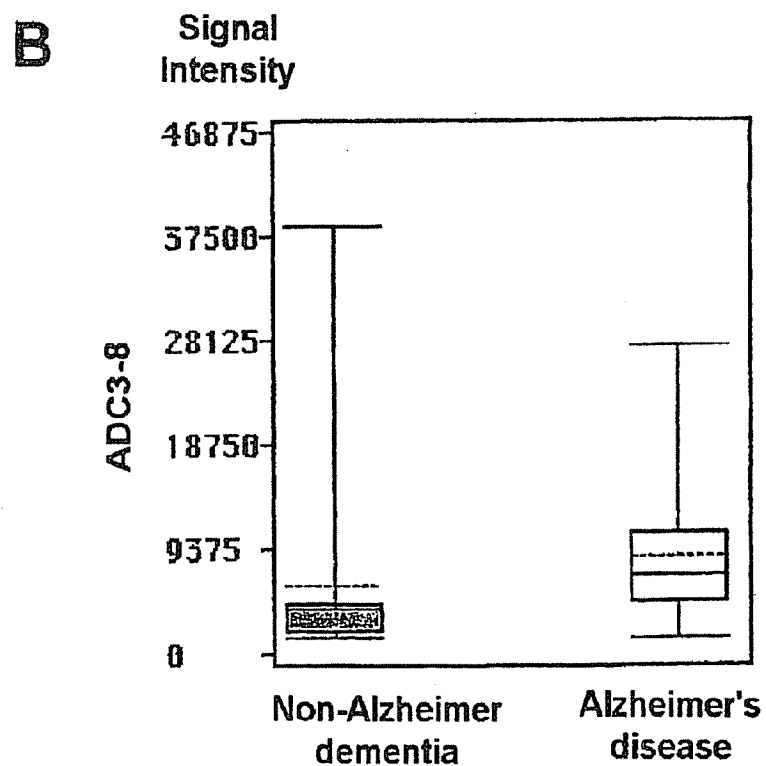 B
Signal
Intensity
46875
37500
28125
18750
9375
0
ADC3-8
Non-Alzheimer
dementia
Alzheimer's
disease